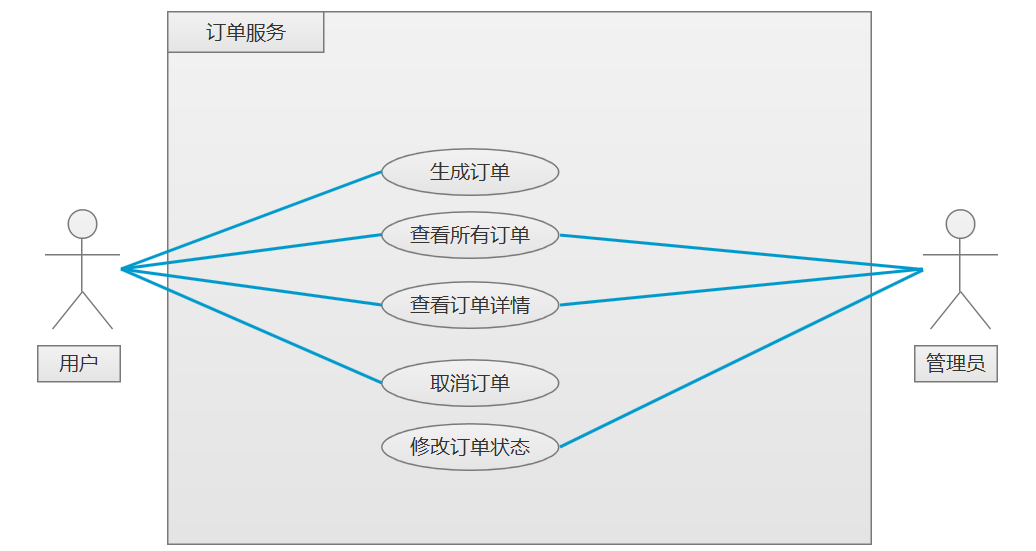 订单服务
生成订单
查看所有订单
查看订单详情
取消订单
修改订单状态
用户
管理员